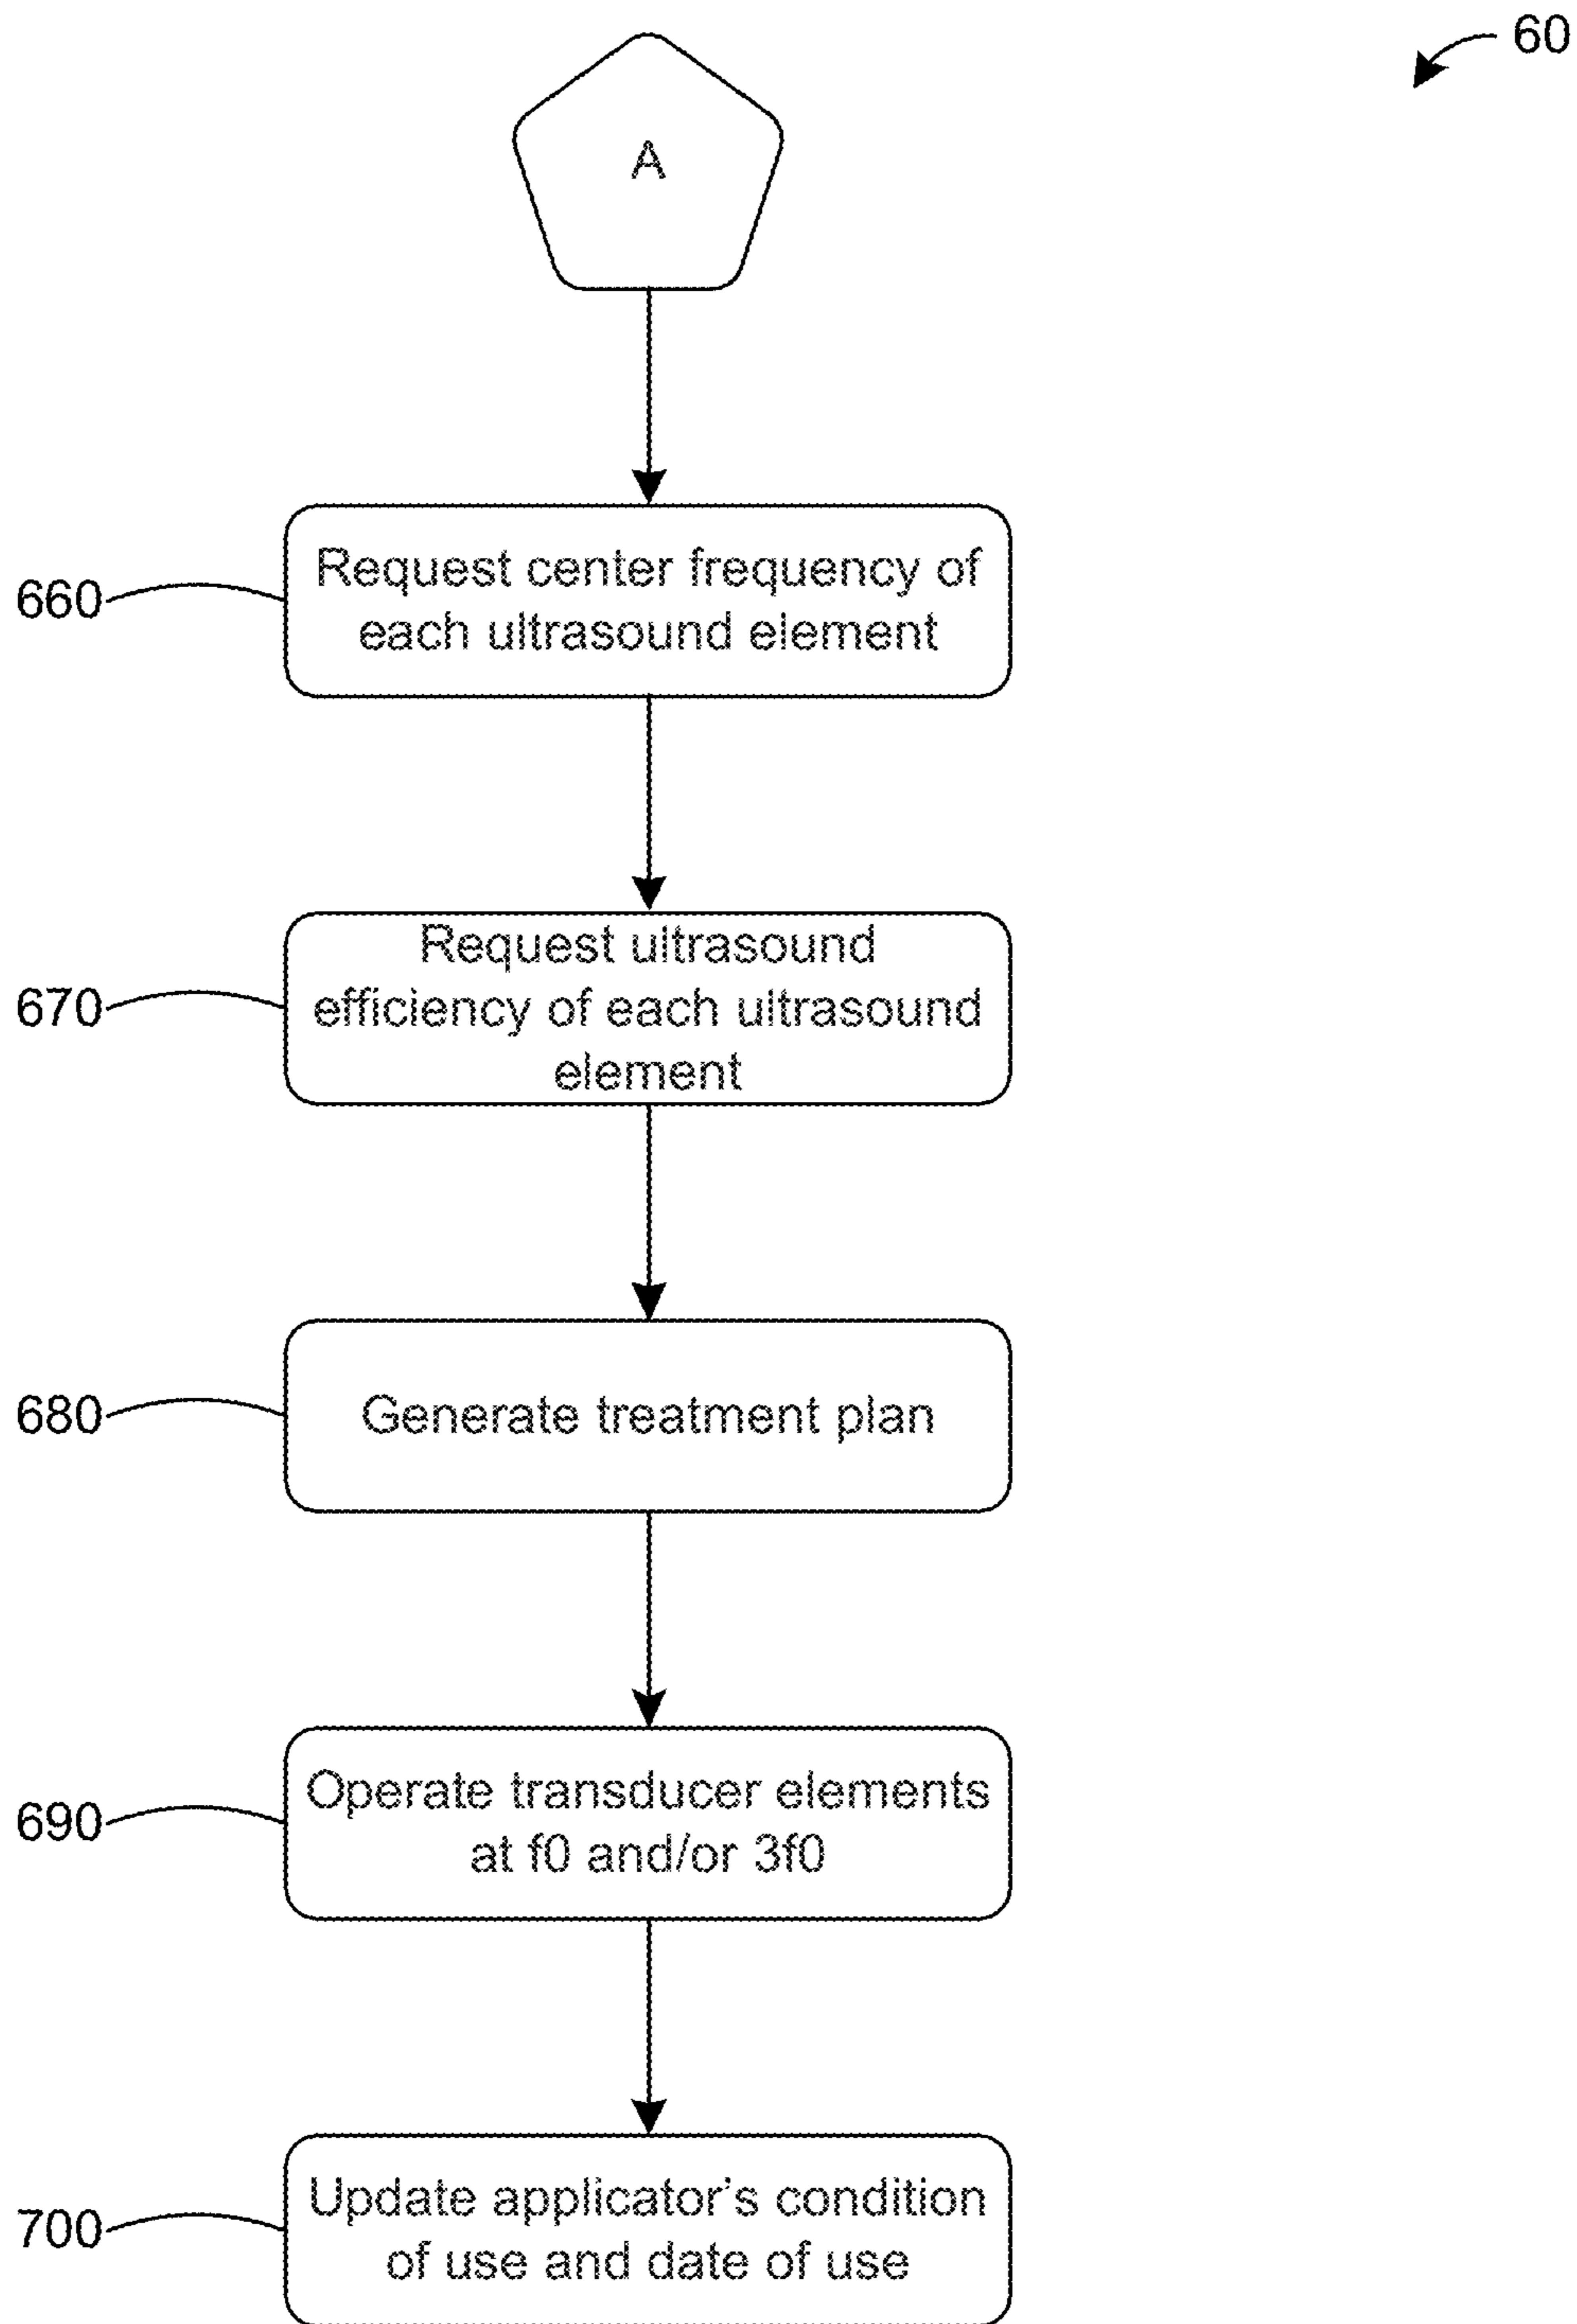 60
A
660
Request center frequency of
each ultrasound element
670
Request ultrasound
efficiency of each ultrasound
element
680
Generate treatment plan
690
Operate transducer elements
at f0 and/or 3f0
700
Update applicator's condition
of use and date of use